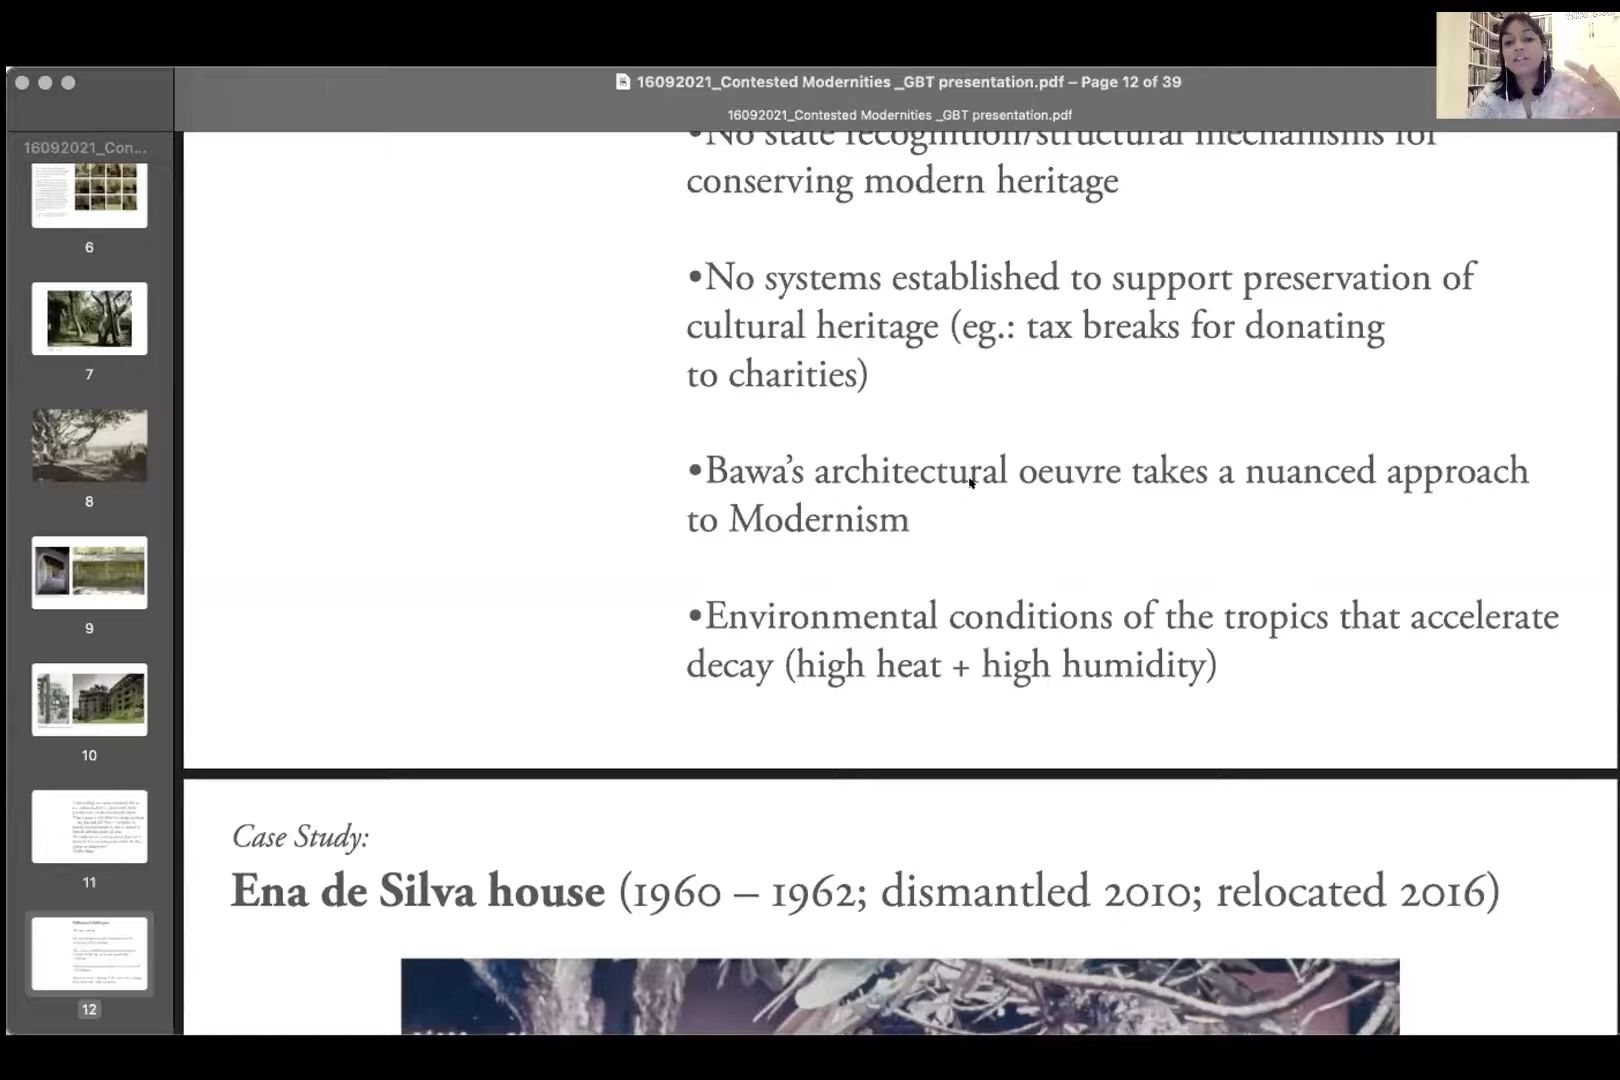 16092021_Contested Modernities _GBT presentation.pdf – Page 12 of 39
16092021_Contested Modernities _GBT presentation.pdf
16092021_Con...
6
7
8
9
10
11
12
•No state recognition/structural mechanisms for
conserving modern heritage
•No systems established to support preservation of
cultural heritage (eg.: tax breaks for donating
to charities)
•Bawa’s architectural oeuvre takes a nuanced approach
to Modernism
•Environmental conditions of the tropics that accelerate
decay (high heat + high humidity)
Case Study:
Ena de Silva house (1960 – 1962; dismantled 2010; relocated 2016)